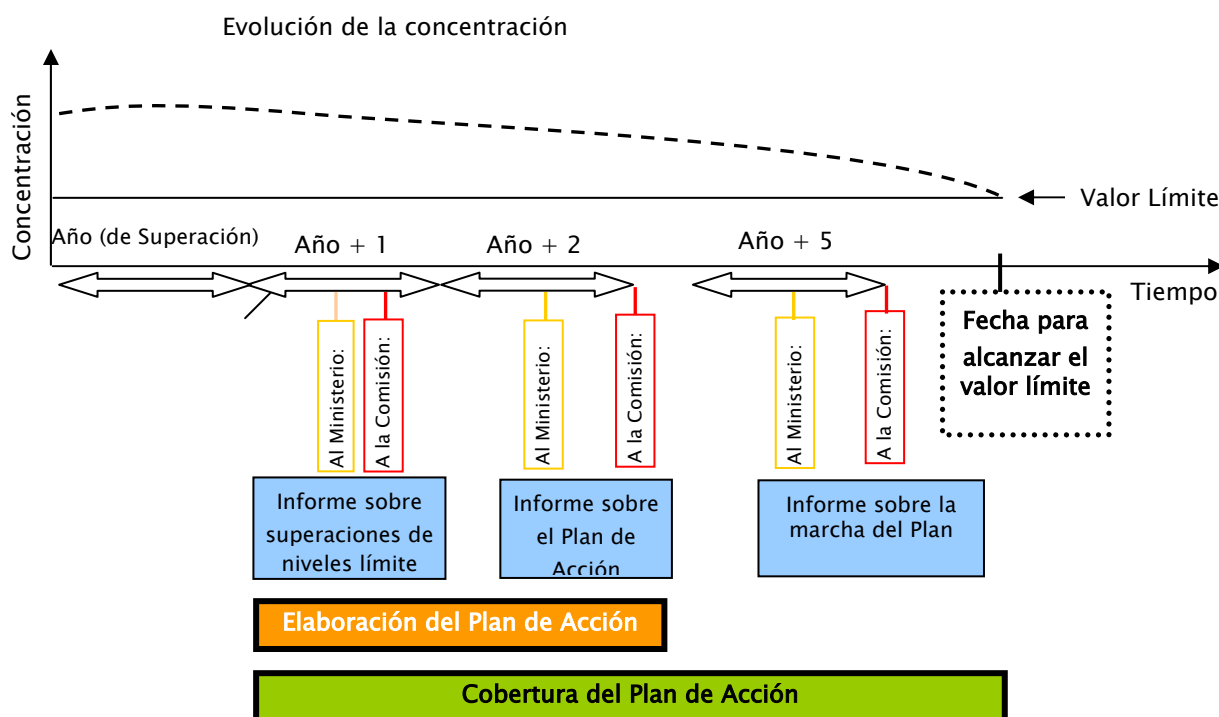 Evolución de la concentración
Concentración
Valor Límite
Año (de Superación)
Año + 1
Año + 2
Año + 5
Tiempo
Al Ministerio:
A la Comisión:
Al Ministerio:
A la Comisión:
Al Ministerio:
A la Comisión:
Fecha para
alcanzar el
valor límite
Informe sobre
superaciones de
niveles límite
Informe sobre
el Plan de
Acción
Informe sobre la
marcha del Plan
Elaboración del Plan de Acción
Cobertura del Plan de Acción